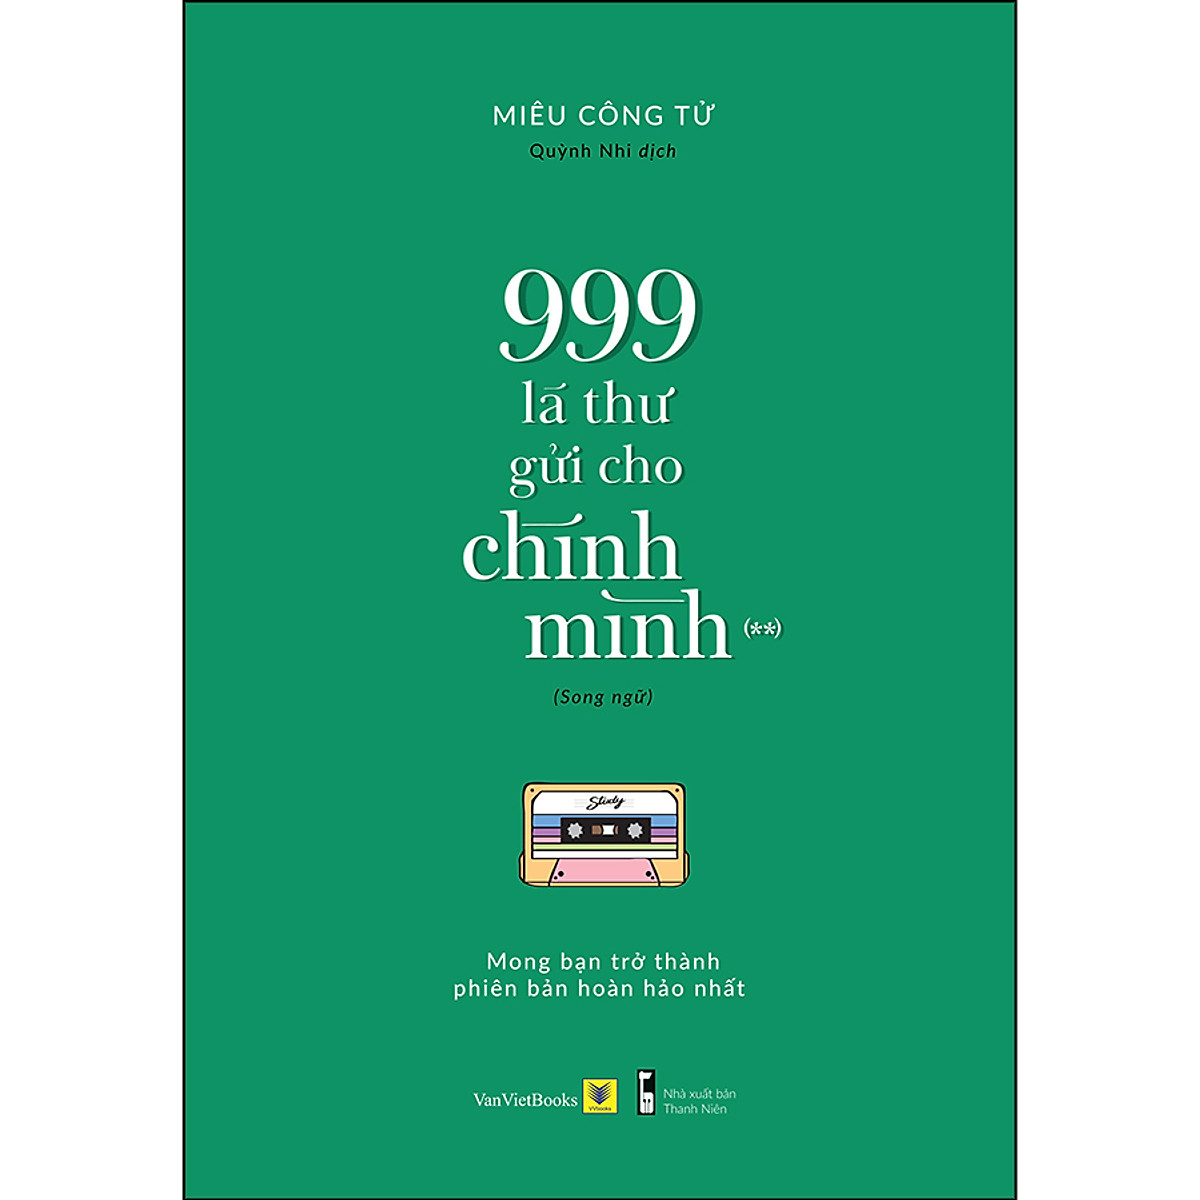 MIÊU CÔNG TỬ
Quỳnh Nhi dịch
999
lá thư
gửi cho
chính
mình (**)
(Song ngữ)
Study
Mong bạn trở thành
phiên bản hoàn hảo nhất
VanVietBooks
VVbooks
Nhà xuất bản
Thanh Niên